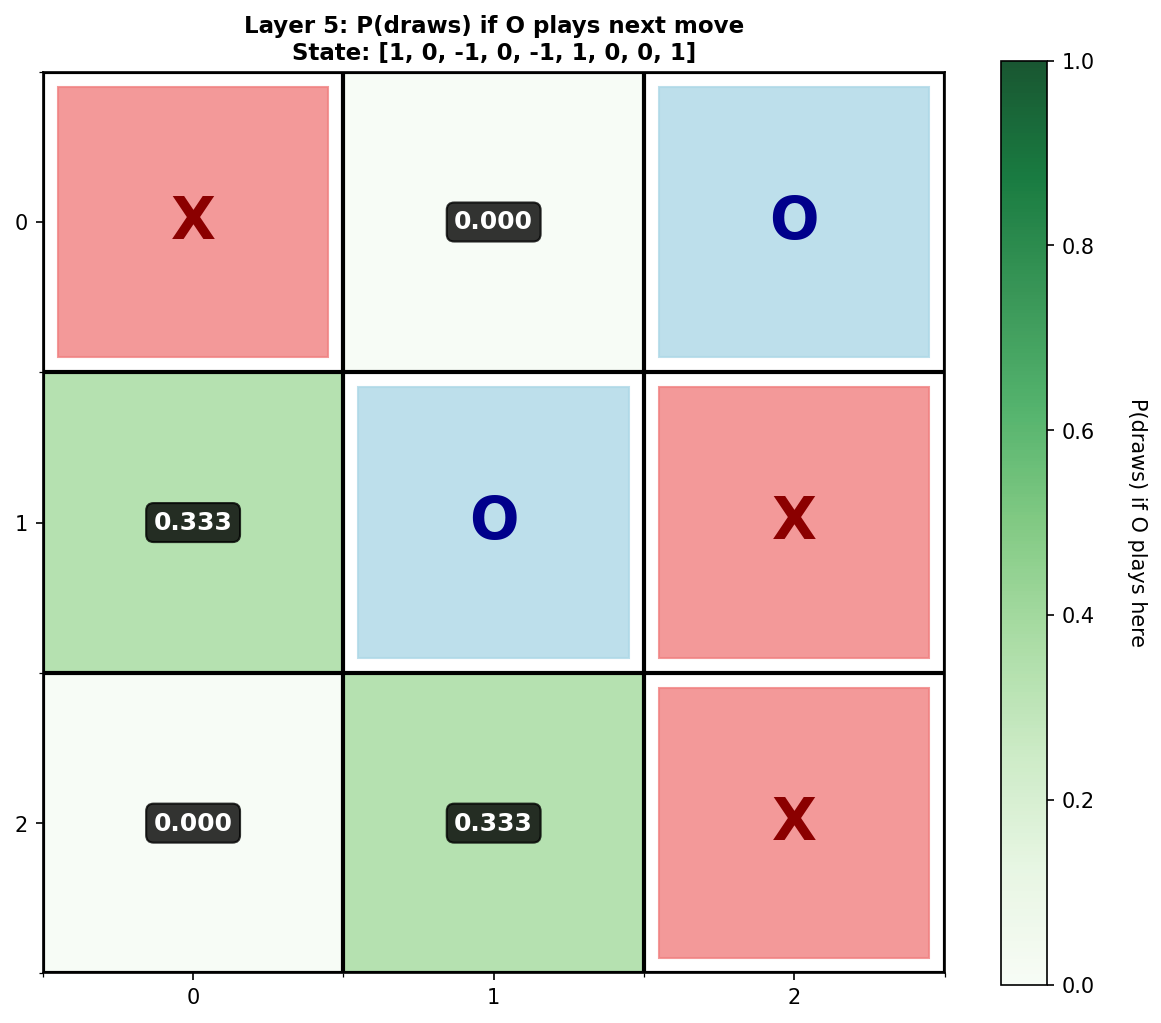 Layer 5: P(draws) if O plays next move
State: [1, 0, -1, 0, -1, 1, 0, 0, 1]
X
0.000
O
0.333
O
X
0.000
0.333
X
0
1
2
0
1
2
1.0
0.8
0.6
0.4
0.2
0.0
P(draws) if O plays here